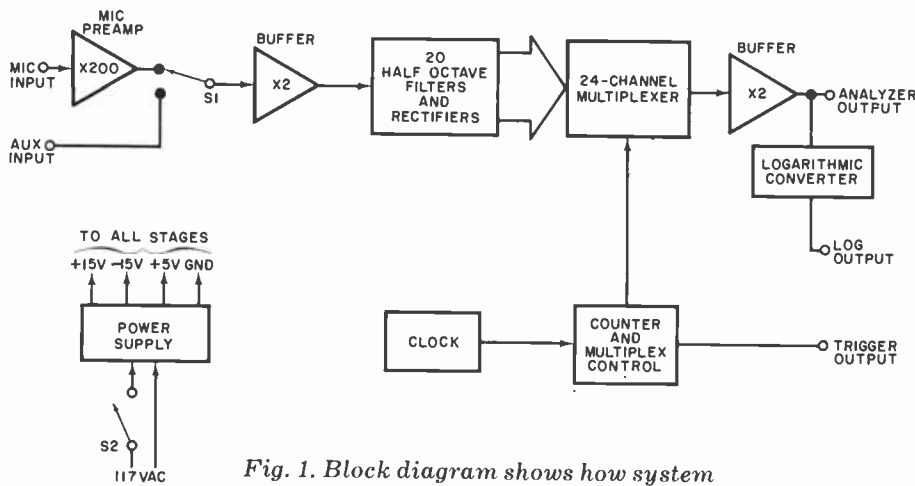 MIC
PREAMP
MIC
INPUT
X200
S1
AUX
INPUT
BUFFER
X2
20
HALF OCTAVE
FILTERS
AND
RECTIFIERS
24-CHANNEL
MULTIPLEXER
BUFFER
X2
ANALYZER
OUTPUT
LOGARITHMIC
CONVERTER
LOG
OUTPUT
TO ALL STAGES
+15V -15V +5V GND
POWER
SUPPLY
S2
117 VAC
CLOCK
COUNTER
AND
MULTIPLEX
CONTROL
TRIGGER
OUTPUT
Fig. 1. Block diagram shows how system